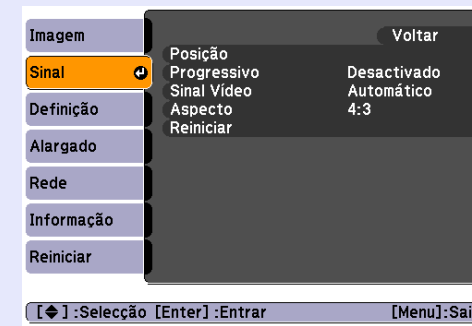 Imagem
Sinal
Definição
Alargado
Rede
Informação
Reiniciar
Voltar
Posição
Progressivo Desactivado
Sinal Vídeo Automático
Aspecto 4:3
Reiniciar
[ ] :Selecção [Enter] :Entrar [Menu]:Sai